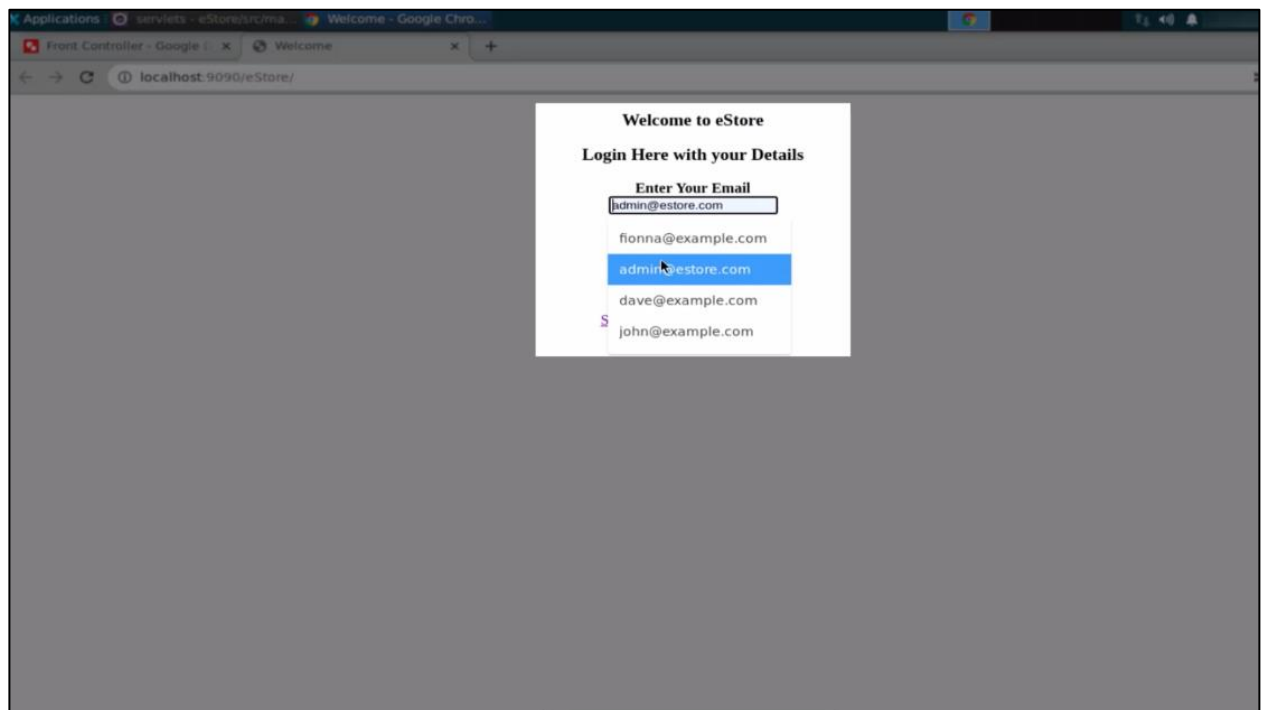 Applications servlets - eStore/src/ma... Welcome - Google Chro...
Front Controller - Google D Welcome
localhost:9090/eStore/
Welcome to eStore
Login Here with your Details
Enter Your Email
admin@estore.com
fionna@example.com
admin@estore.com
dave@example.com
S
john@example.com